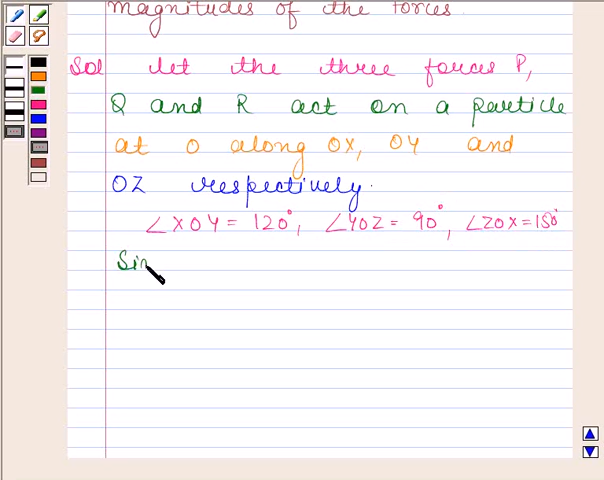 magnitudes of the forces
Sol let the three forces P,
Q and R act on a particle
at O along OX, OY and
OZ respectively.
∠XOY = 120°, ∠YOZ = 90°, ∠ZOX = 150°
Sin